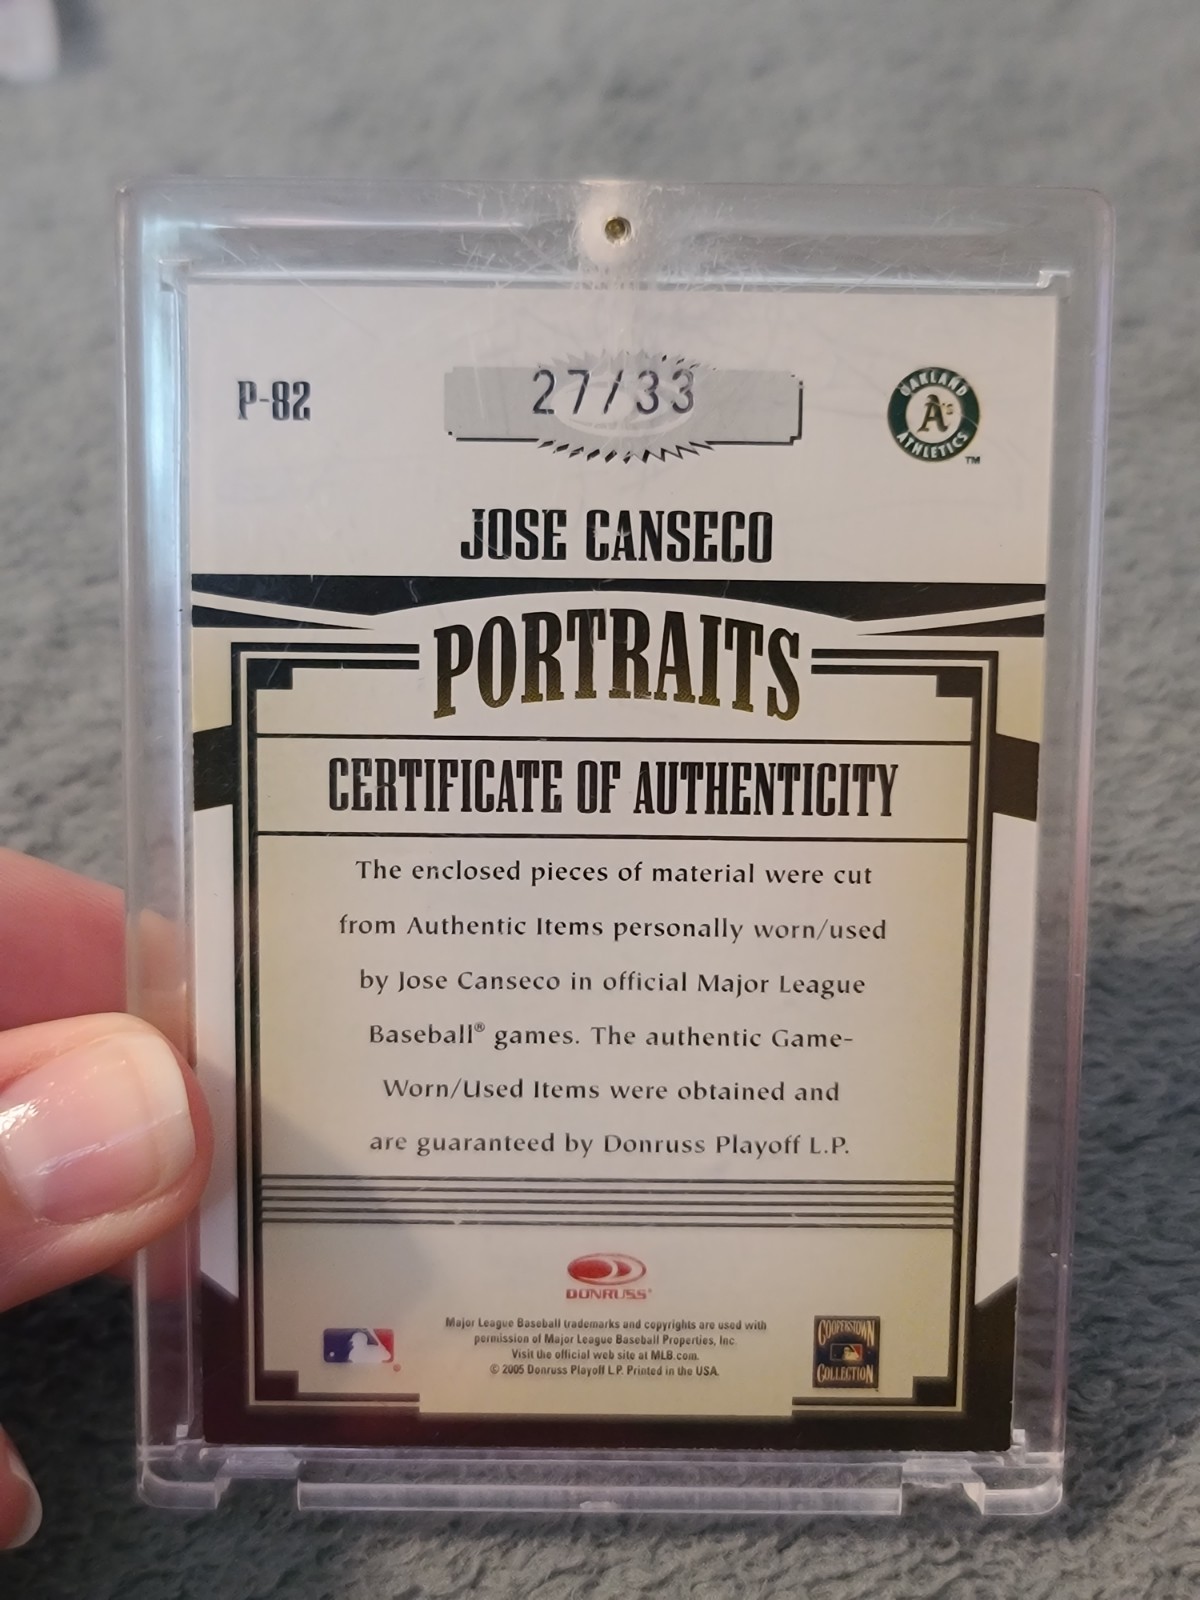 P-82
27/33
OAKLAND
A's
ATHLETICS
TM
JOSE CANSECO
PORTRAITS
CERTIFICATE OF AUTHENTICITY
The enclosed pieces of material were cut
from Authentic Items personally worn/used
by Jose Canseco in official Major League
Baseball® games. The authentic Game-
Worn/Used Items were obtained and
are guaranteed by Donruss Playoff L.P.
DONRUSS®
Major League Baseball trademarks and copyrights are used with
permission of Major League Baseball Properties, Inc.
Visit the official web site at MLB.com.
© 2005 Donruss Playoff L.P. Printed in the USA.
COOPERSTOWN
COLLECTION